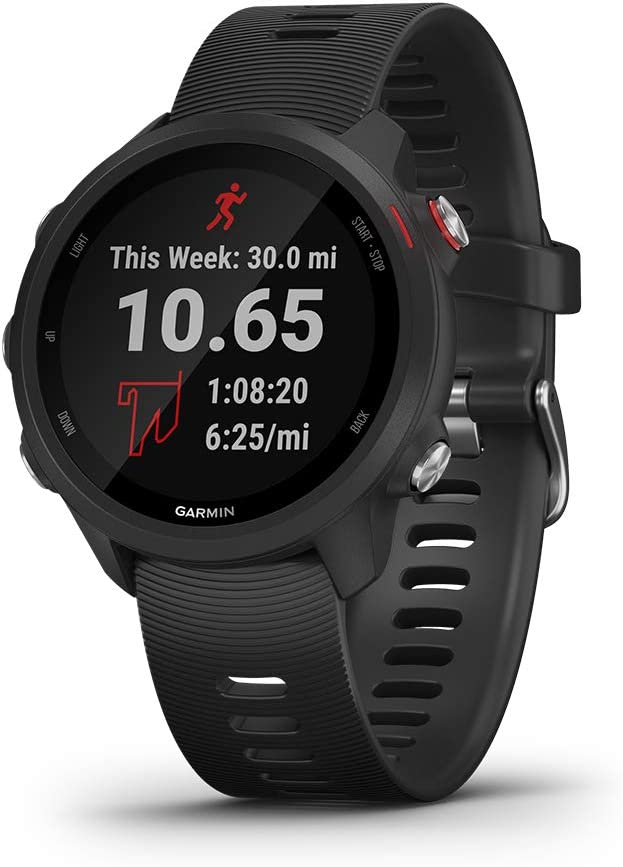 LIGHT
START • STOP
This Week: 30.0 mi
10.65
UP
1:08:20
DOWN
6:25/mi
BACK
GARMIN